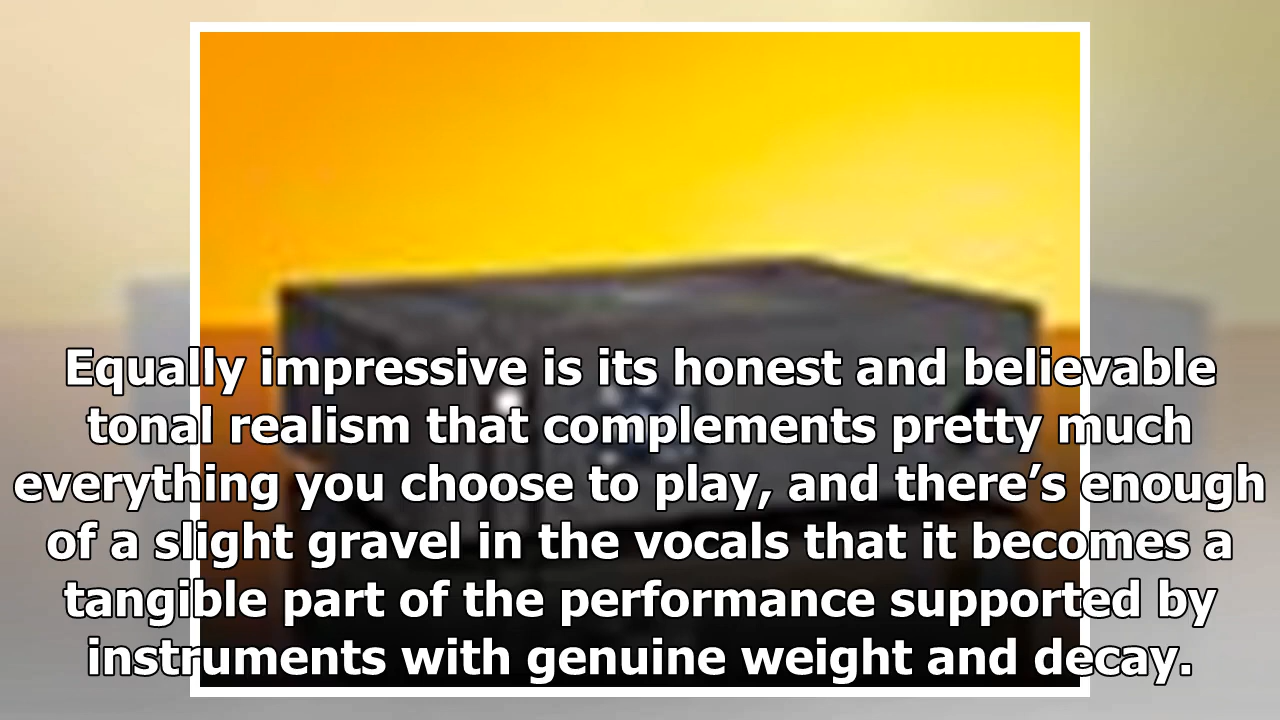 Equally impressive is its honest and believable
tonal realism that complements pretty much
everything you choose to play, and there’s enough
of a slight gravel in the vocals that it becomes a
tangible part of the performance supported by
instruments with genuine weight and decay.